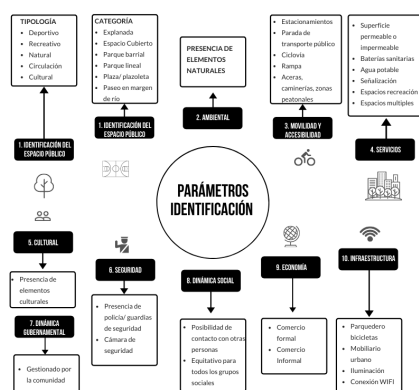 TIPOLOGÍA
• Deportivo
• Recreativo
• Natural
• Circulación
• Cultural
1. IDENTIFICACIÓN DEL
ESPACIO PÚBLICO
CATEGORÍA
• Explanada
• Espacio Cubierto
• Parque barrial
• Parque lineal
• Plaza/ plazoleta
• Paseo en margen
de río
1. IDENTIFICACIÓN DEL
ESPACIO PÚBLICO
PRESENCIA DE
ELEMENTOS
NATURALES
2. AMBIENTAL
• Estacionamientos
• Parada de
transporte público
• Ciclovía
• Rampa
• Aceras,
caminerías, zonas
peatonales
3. MOVILIDAD Y
ACCESIBILIDAD
• Superficie
permeable o
impermeable
• Baterías sanitarias
• Agua potable
• Señalización
• Espacios recreación
• Espacios multiples
4. SERVICIOS
PARÁMETROS
IDENTIFICACIÓN
5. CULTURAL
• Presencia de
elementos
culturales
6. SEGURIDAD
• Presencia de
policía/ guardias
de seguridad
• Cámara de
seguridad
7. DINÁMICA
GUBERNAMENTAL
• Gestionado por
la comunidad
8. DINÁMICA SOCIAL
• Posibilidad de
contacto con otras
personas
• Equitativo para
todos los grupos
sociales
9. ECONOMÍA
• Comercio
formal
• Comercio
Informal
10. INFRAESTRUCTURA
• Parquedero
bicicletas
• Mobiliario
urbano
• Iluminación
• Conexión WIFI